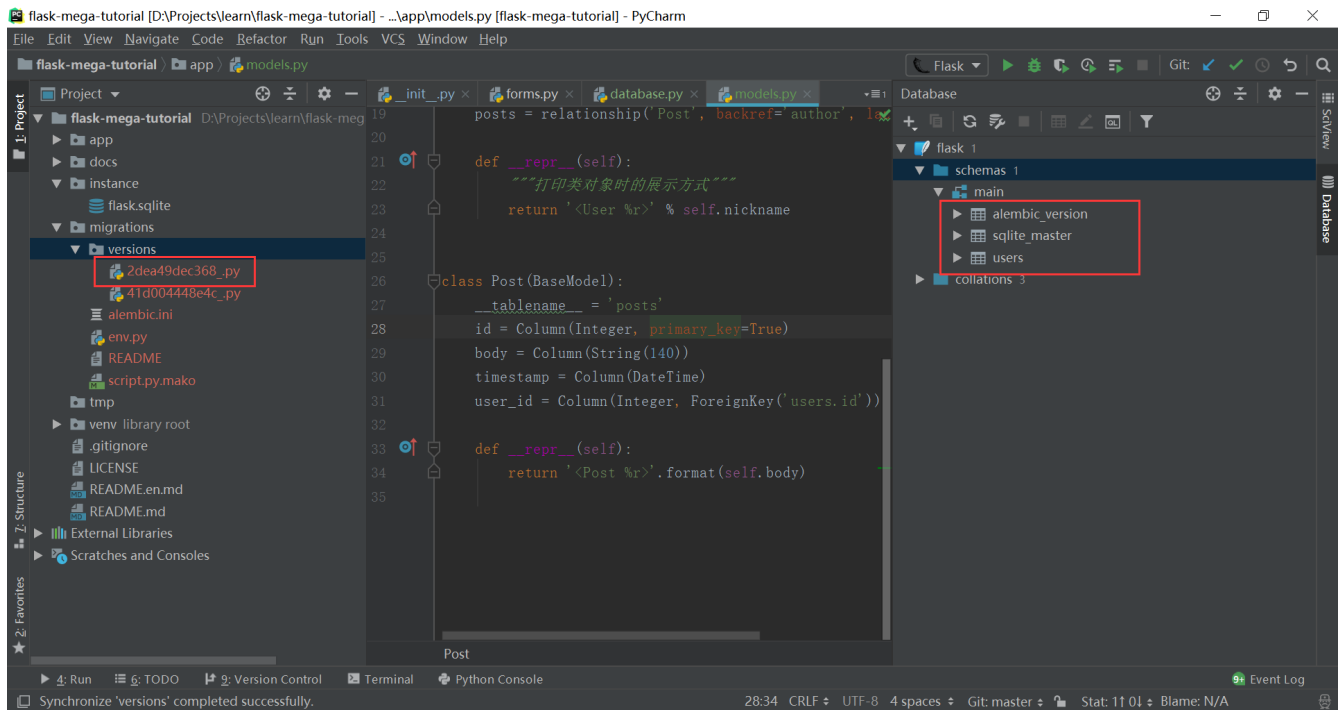 flask-mega-tutorial [D:\Projects\learn\flask-mega-tutorial] - ...\app\models.py [flask-mega-tutorial] - PyCharm
File Edit View Navigate Code Refactor Run Tools VCS Window Help
flask-mega-tutorial app models.py
Flask
Git:
1: Project
7: Structure
2: Favorites
Project
flask-mega-tutorial D:\Projects\learn\flask-meg
app
docs
instance
flask.sqlite
migrations
versions
2dea49dec368_.py
41d004448e4c_.py
alembic.ini
env.py
README
script.py.mako
tmp
venv library root
.gitignore
LICENSE
README.en.md
README.md
External Libraries
Scratches and Consoles
__init__.py forms.py database.py models.py
19 posts = relationship('Post', backref='author', la
20
21 def __repr__(self):
22 """打印类对象时的展示方式"""
23 return '<User %r>' % self.nickname
24
25
26 class Post(BaseModel):
27 __tablename__ = 'posts'
28 id = Column(Integer, primary_key=True)
29 body = Column(String(140))
30 timestamp = Column(DateTime)
31 user_id = Column(Integer, ForeignKey('users.id'))
32
33 def __repr__(self):
34 return '<Post %r>'.format(self.body)
35
Post
Database
flask 1
schemas 1
main
alembic_version
sqlite_master
users
collations 3
SciView
Database
4: Run 6: TODO 9: Version Control Terminal Python Console 9+ Event Log
Synchronize 'versions' completed successfully. 28:34 CRLF UTF-8 4 spaces Git: master Stat: 1↑ 0↓ Blame: N/A